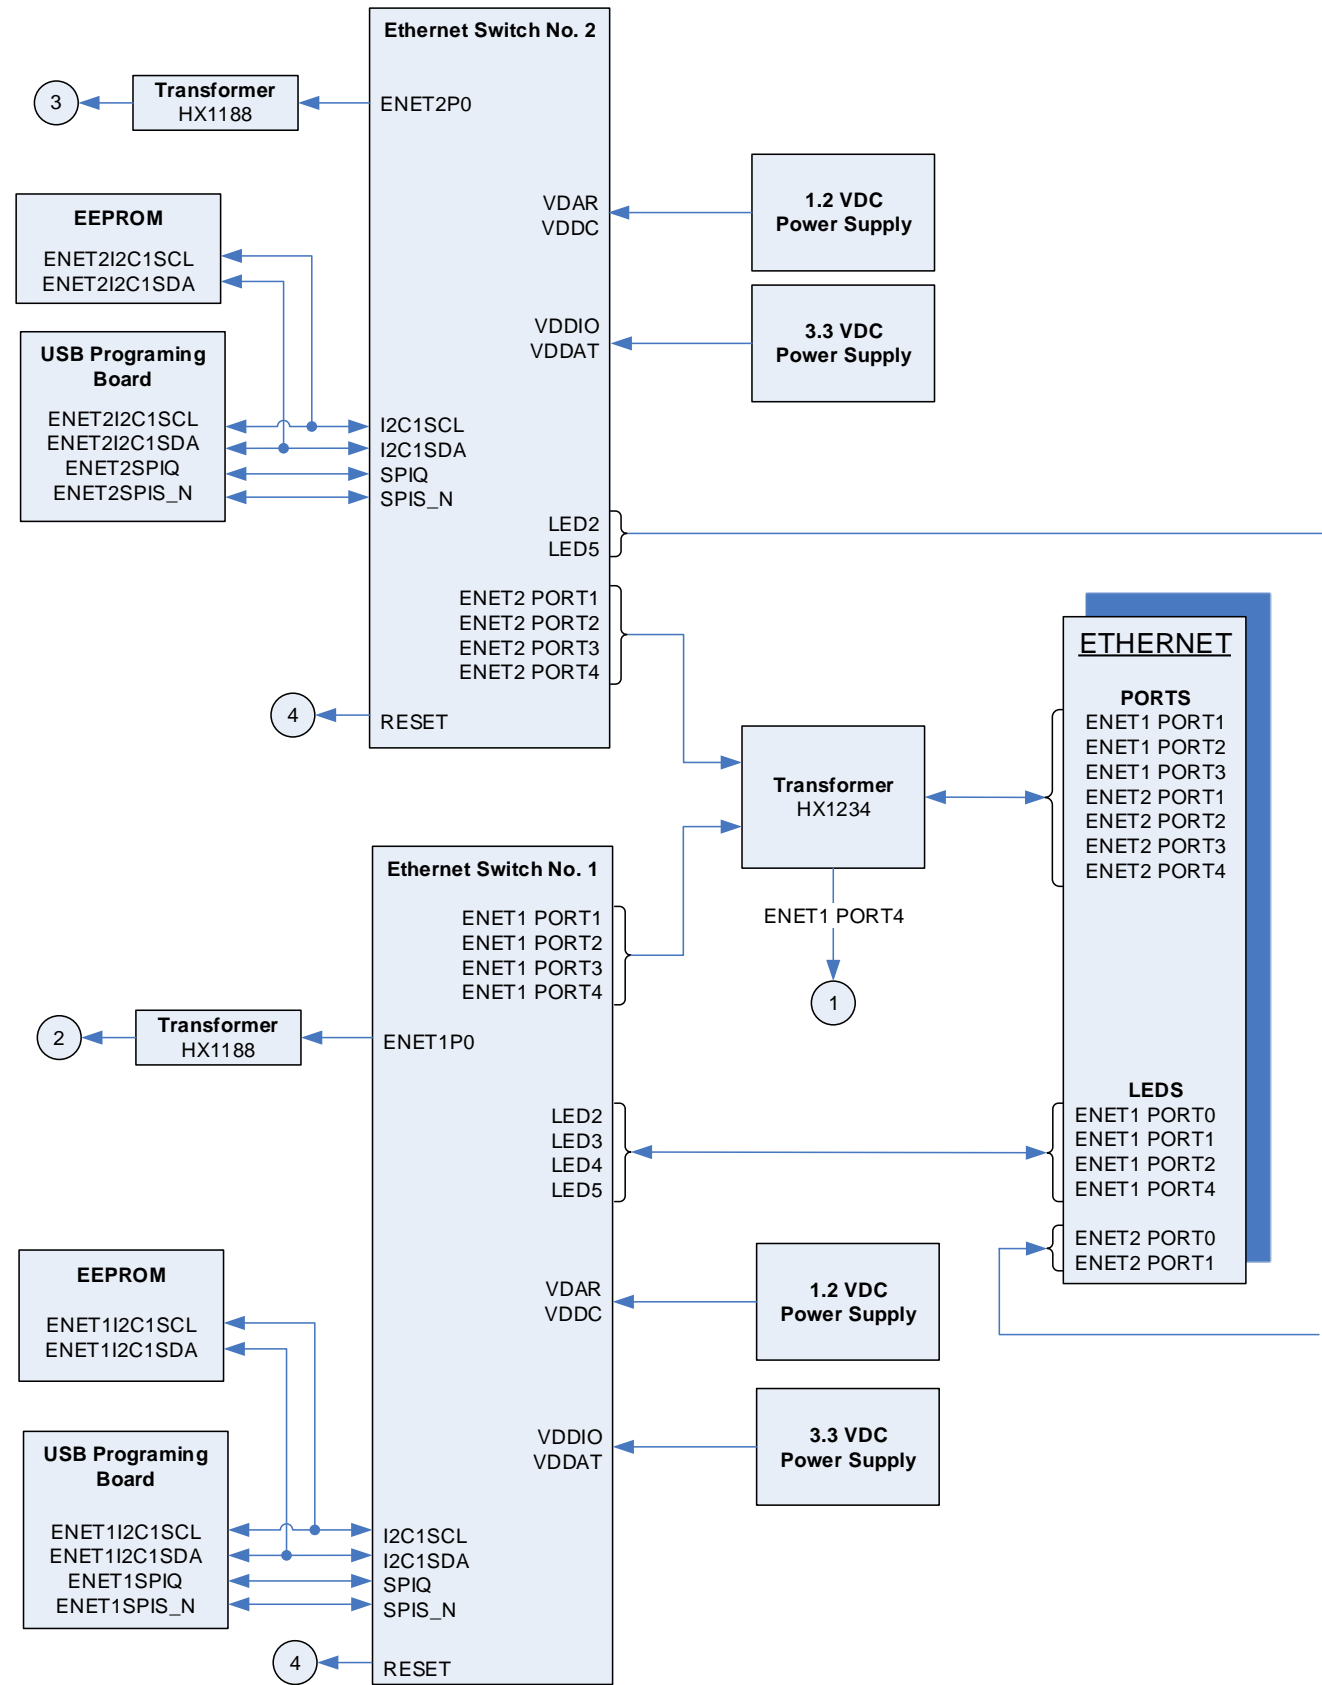 Ethernet Switch No. 2
3
Transformer
HX1188
ENET2P0
VDAR
VDDC
1.2 VDC
Power Supply
EEPROM
ENET2I2C1SCL
ENET2I2C1SDA
VDDIO
VDDAT
3.3 VDC
Power Supply
USB Programing
Board
ENET2I2C1SCL
ENET2I2C1SDA
ENET2SPIQ
ENET2SPIS_N
I2C1SCL
I2C1SDA
SPIQ
SPIS_N
LED2
LED5
ENET2 PORT1
ENET2 PORT2
ENET2 PORT3
ENET2 PORT4
4
RESET
Transformer
HX1234
ENET1 PORT4
1
ETHERNET
PORTS
ENET1 PORT1
ENET1 PORT2
ENET1 PORT3
ENET2 PORT1
ENET2 PORT2
ENET2 PORT3
ENET2 PORT4
LEDS
ENET1 PORT0
ENET1 PORT1
ENET1 PORT2
ENET1 PORT4
ENET2 PORT0
ENET2 PORT1
Ethernet Switch No. 1
ENET1 PORT1
ENET1 PORT2
ENET1 PORT3
ENET1 PORT4
2
Transformer
HX1188
ENET1P0
LED2
LED3
LED4
LED5
EEPROM
ENET1I2C1SCL
ENET1I2C1SDA
VDAR
VDDC
1.2 VDC
Power Supply
VDDIO
VDDAT
3.3 VDC
Power Supply
USB Programing
Board
ENET1I2C1SCL
ENET1I2C1SDA
ENET1SPIQ
ENET1SPIS_N
I2C1SCL
I2C1SDA
SPIQ
SPIS_N
4
RESET